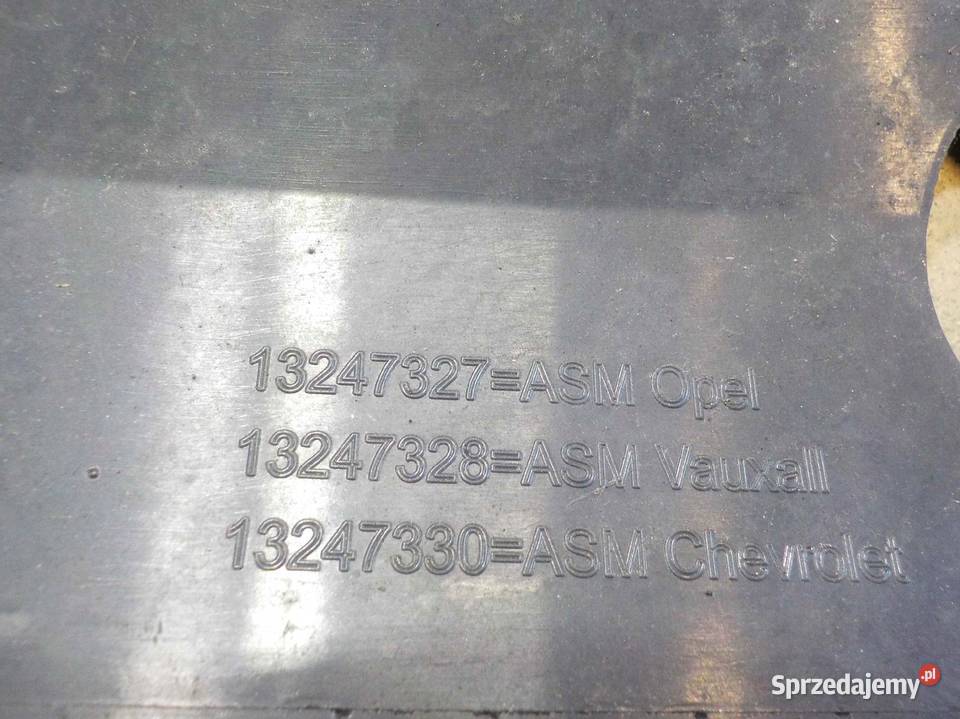 13247327=ASM Opel
13247328=ASM Vauxall
13247330=ASM Chevrolet
Sprzedajemy.pl